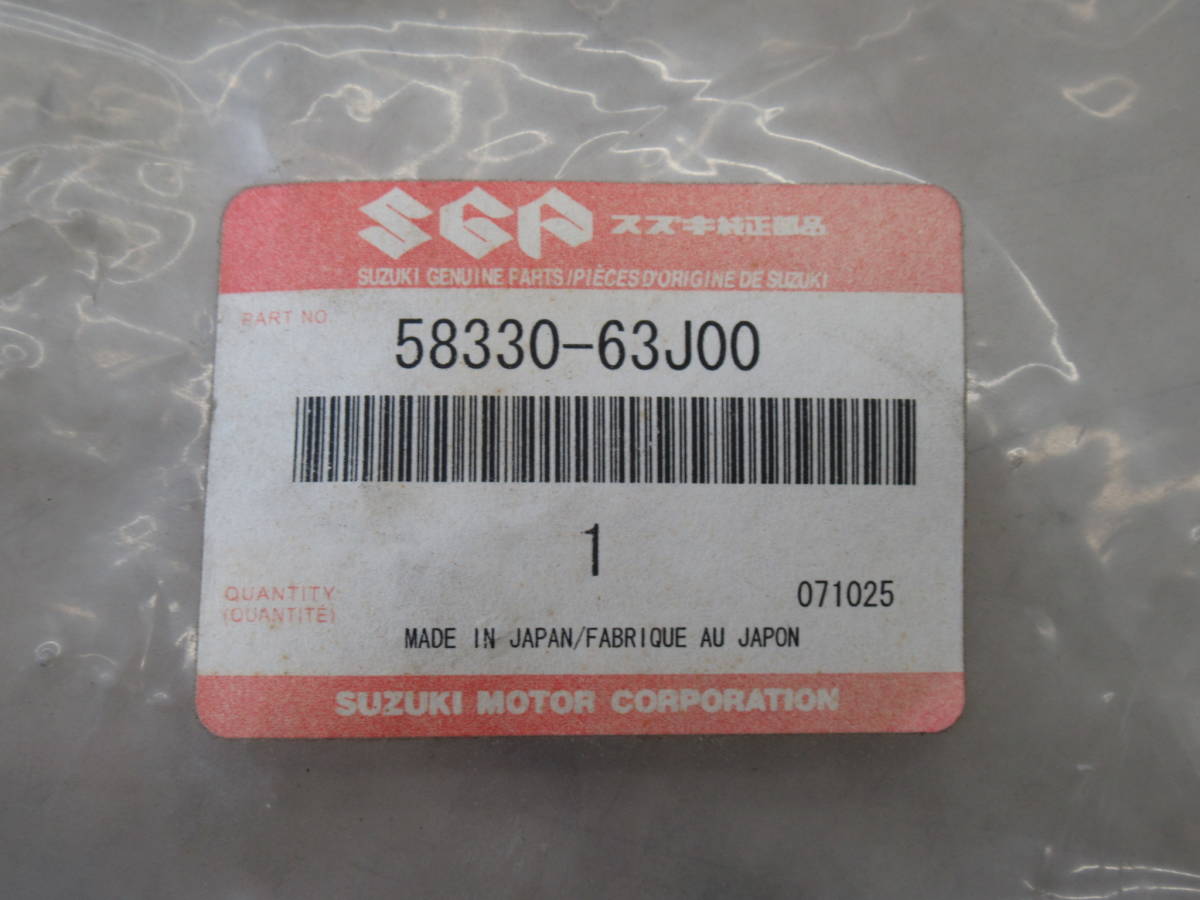 SGP スズキ純正部品
SUZUKI GENUINE PARTS/PIÈCES D'ORIGINE DE SUZUKI
PART NO.
58330-63J00
1
QUANTITY
(QUANTITÉ)
071025
MADE IN JAPAN/FABRIQUE AU JAPON
SUZUKI MOTOR CORPORATION